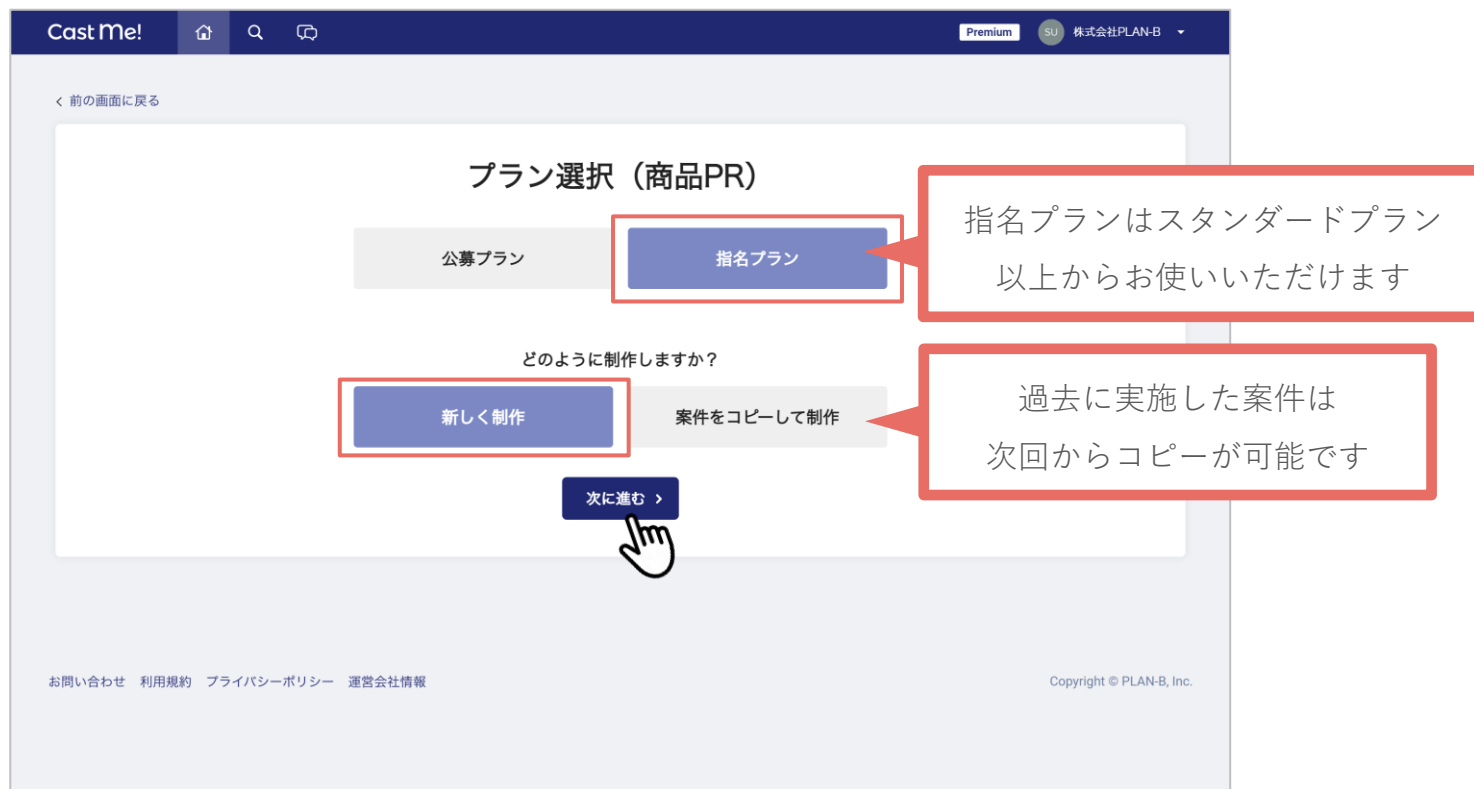 Cast Me!
Premium
SU
株式会社PLAN-B
前の画面に戻る
プラン選択（商品PR）
公募プラン
指名プラン
指名プランはスタンダードプラン
以上からお使いいただけます
どのように制作しますか？
新しく制作
案件をコピーして制作
過去に実施した案件は
次回からコピーが可能です
次に進む
お問い合わせ 利用規約 プライバシーポリシー 運営会社情報
Copyright © PLAN-B, Inc.